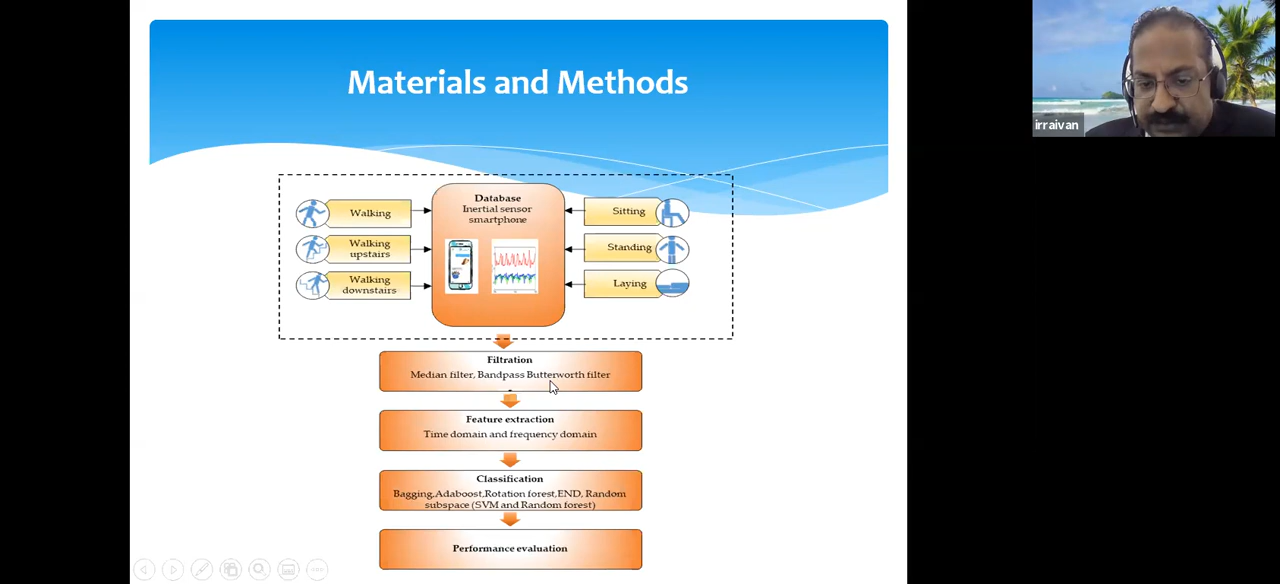 Materials and Methods
irraivan
Database
Inertial sensor
smartphone
Walking
Walking
upstairs
Walking
downstairs
Sitting
Standing
Laying
Filtration
Median filter, Bandpass Butterworth filter
Feature extraction
Time domain and frequency domain
Classification
Bagging,Adaboost,Rotation forest,END, Random
subspace (SVM and Random forest)
Performance evaluation